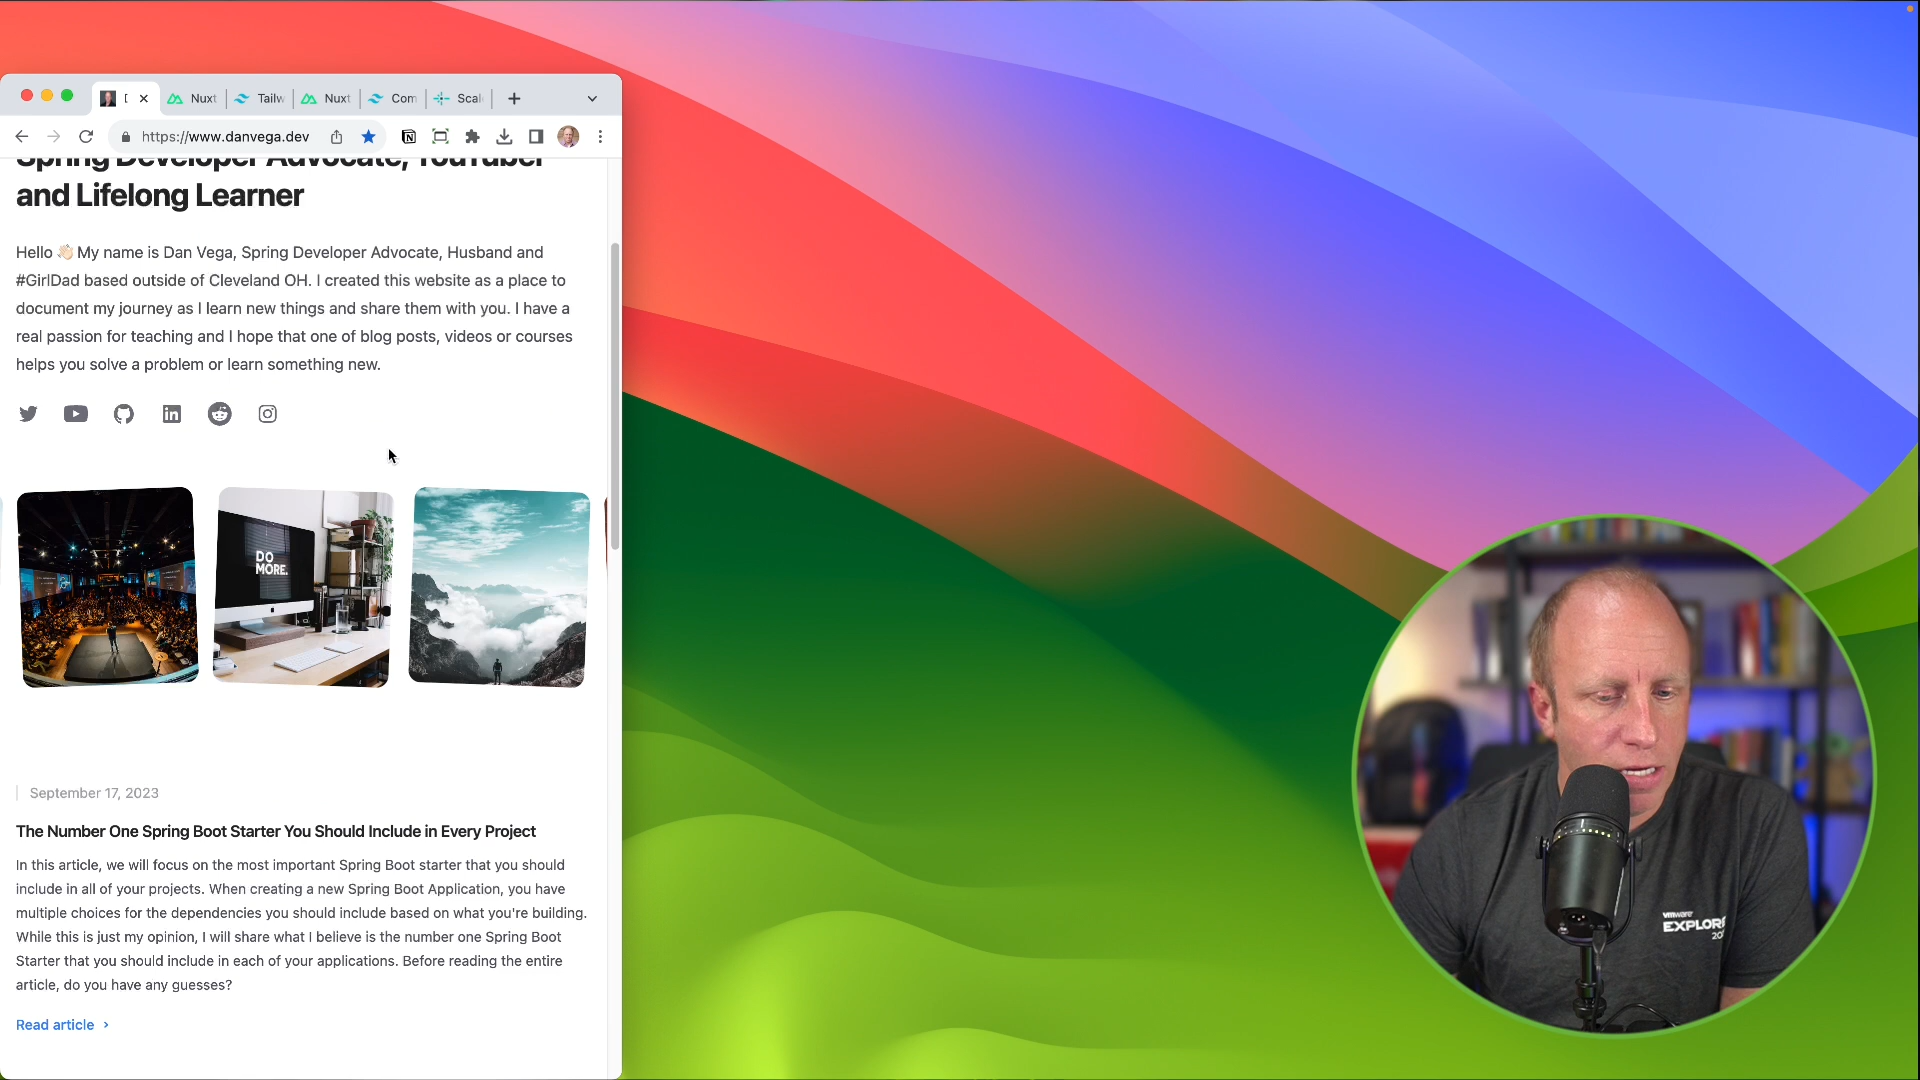 Nuxt
Tailw
Nuxt
Com
Scal
https://www.danvega.dev
Spring Developer Advocate, YouTuber
and Lifelong Learner
Hello 👋🏻 My name is Dan Vega, Spring Developer Advocate, Husband and
#GirlDad based outside of Cleveland OH. I created this website as a place to
document my journey as I learn new things and share them with you. I have a
real passion for teaching and I hope that one of blog posts, videos or courses
helps you solve a problem or learn something new.
DO
MORE.
September 17, 2023
The Number One Spring Boot Starter You Should Include in Every Project
In this article, we will focus on the most important Spring Boot starter that you should
include in all of your projects. When creating a new Spring Boot Application, you have
multiple choices for the dependencies you should include based on what you're building.
While this is just my opinion, I will share what I believe is the number one Spring Boot
Starter that you should include in each of your applications. Before reading the entire
article, do you have any guesses?
Read article
vmware
EXPLORE
20